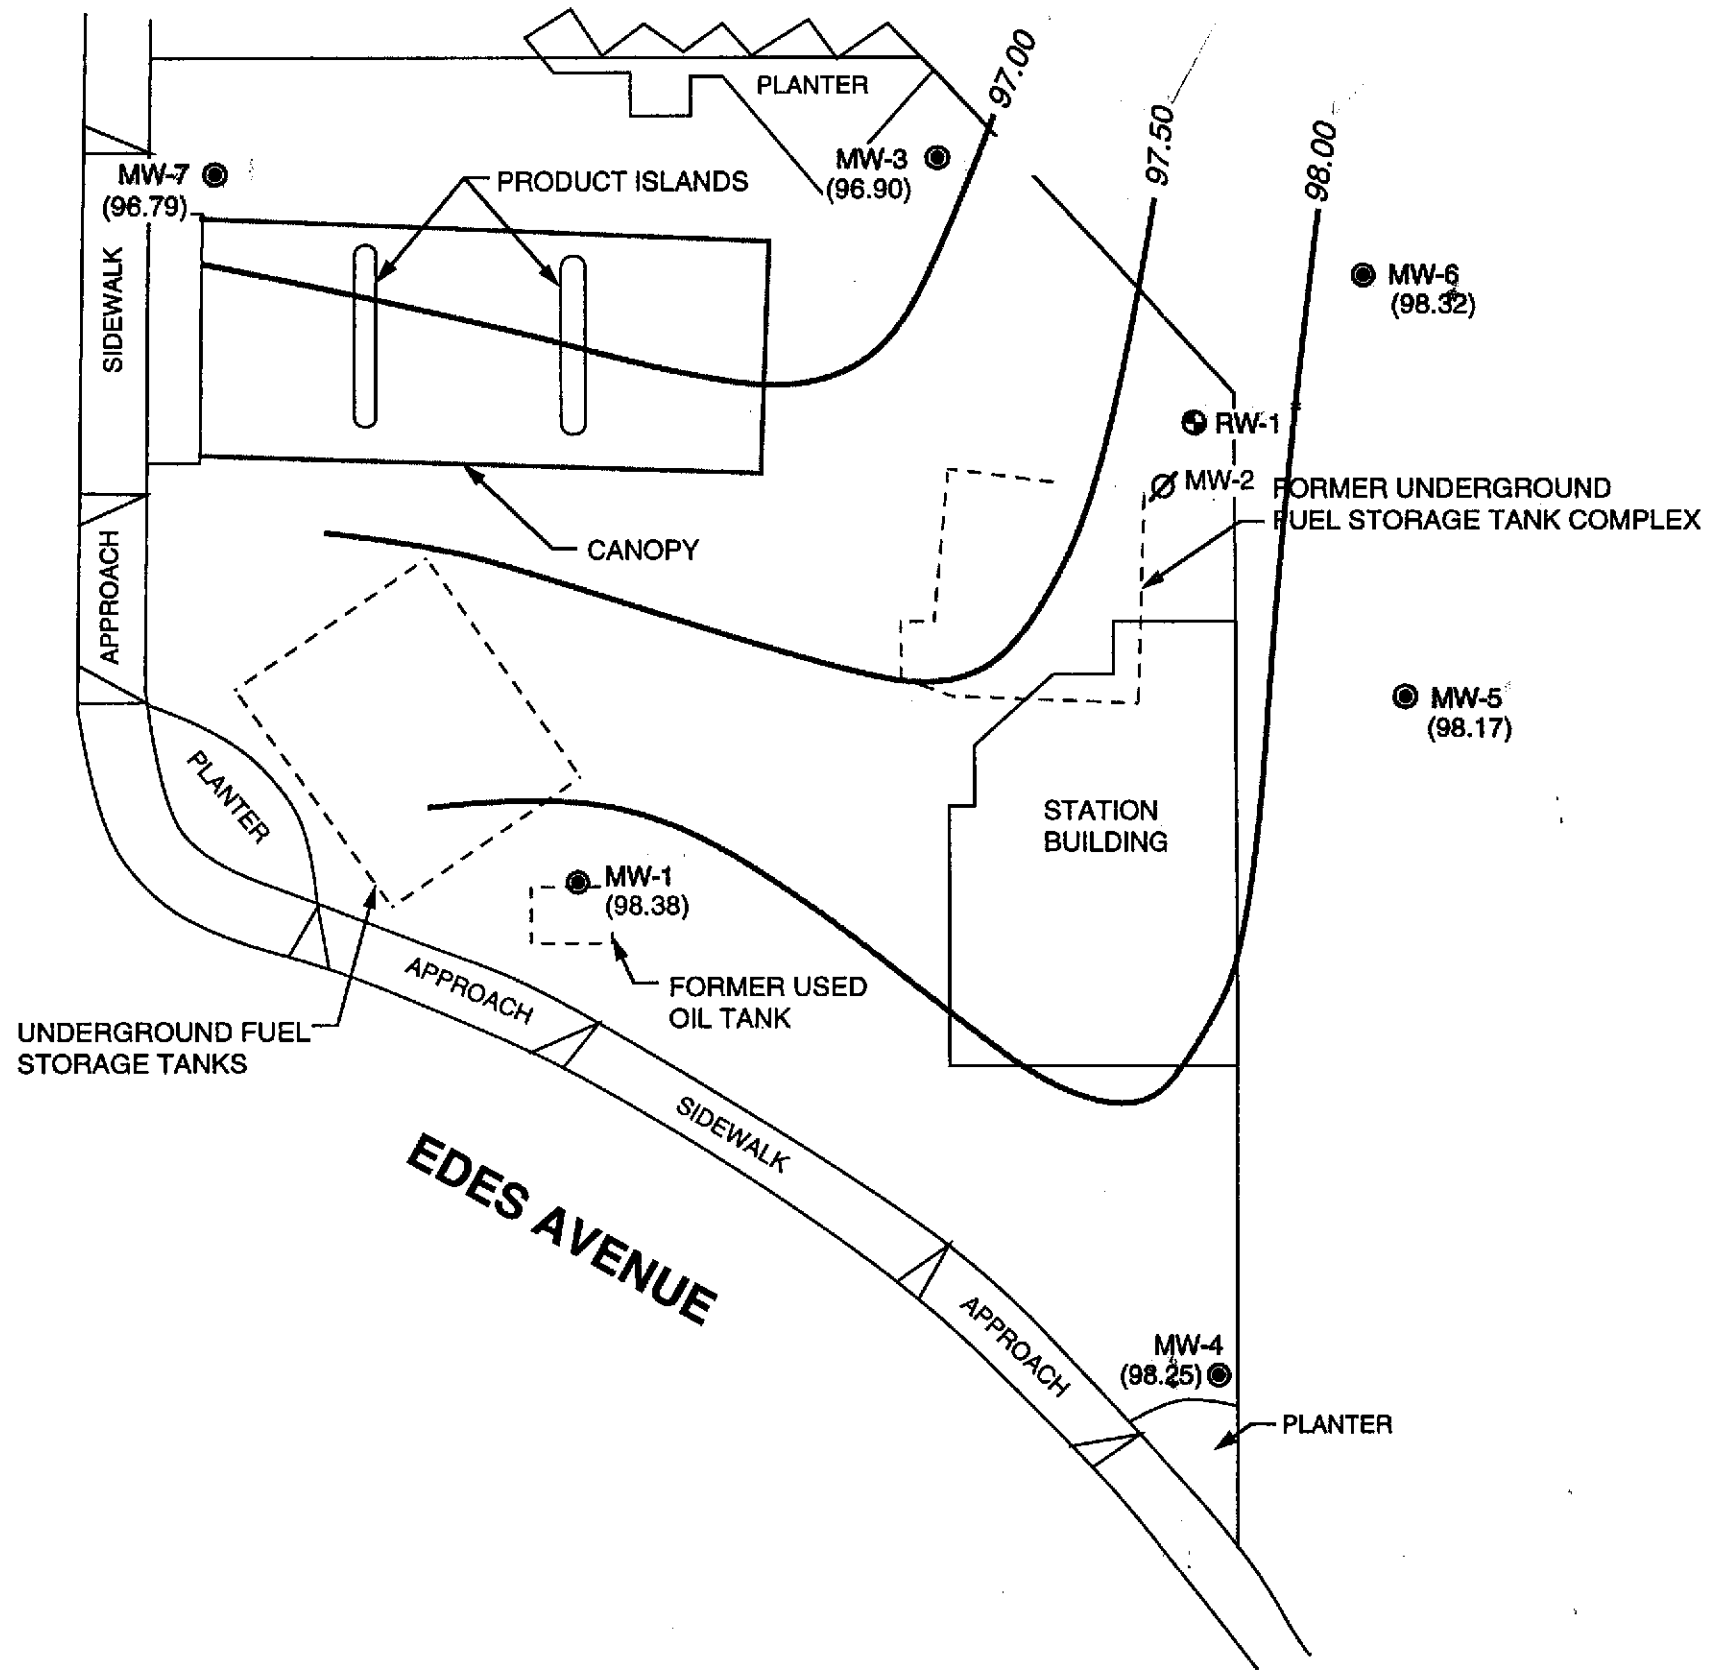 97.00
97.50
98.00
PLANTER
MW-3
(96.90)
MW-7
(96.79)
PRODUCT ISLANDS
SIDEWALK
MW-6
(98.32)
RW-1
MW-2
FORMER UNDERGROUND
FUEL STORAGE TANK COMPLEX
CANOPY
APPROACH
MW-5
(98.17)
PLANTER
STATION
BUILDING
MW-1
(98.38)
FORMER USED
OIL TANK
APPROACH
UNDERGROUND FUEL
STORAGE TANKS
SIDEWALK
EDES AVENUE
APPROACH
MW-4
(98.25)
PLANTER